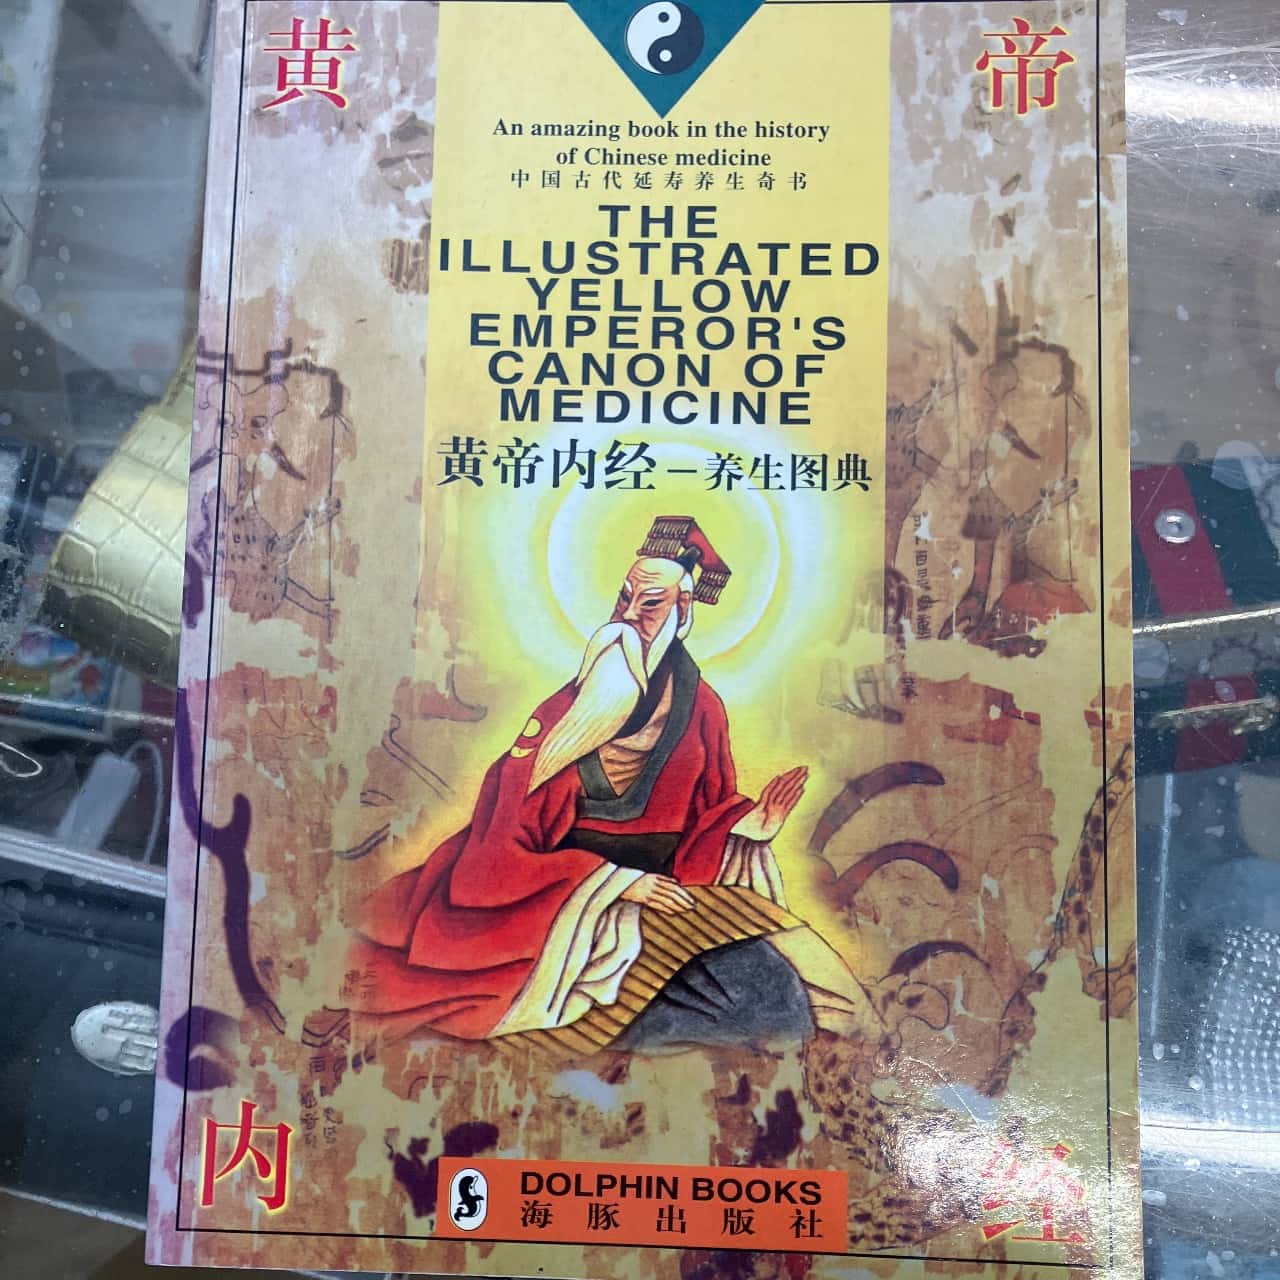 黄 帝
An amazing book in the history
of Chinese medicine
中国古代延寿养生奇书
THE
ILLUSTRATED
YELLOW
EMPEROR'S
CANON OF
MEDICINE
黄帝内经－养生图典
内 经
DOLPHIN BOOKS
海豚出版社